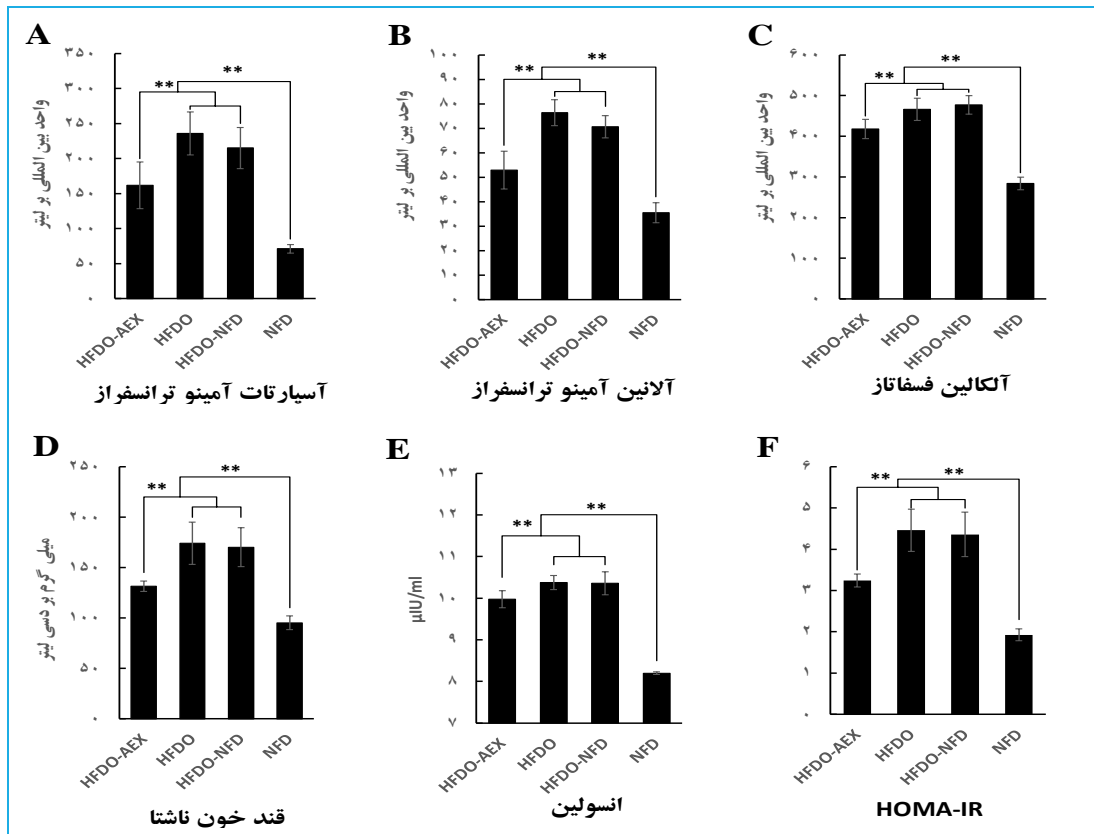 A
واحد بین المللی بر لیتر
۳۵۰
۳۰۰
۲۵۰
۲۰۰
۱۵۰
۱۰۰
۵۰
۰
**
**
HFDO-AEX
HFDO
HFDO-NFD
NFD
آسپارتات آمینو ترانسفراز
B
واحد بین المللی بر لیتر
۱۰۰
۹۰
۸۰
۷۰
۶۰
۵۰
۴۰
۳۰
۲۰
۱۰
۰
**
**
HFDO-AEX
HFDO
HFDO-NFD
NFD
آلانین آمینو ترانسفراز
C
واحد بین المللی بر لیتر
۶۰۰
۵۰۰
۴۰۰
۳۰۰
۲۰۰
۱۰۰
۰
**
**
HFDO-AEX
HFDO
HFDO-NFD
NFD
آلکالین فسفاتاز
D
میلی گرم بر دسی لیتر
۲۵۰
۲۰۰
۱۵۰
۱۰۰
۵۰
۰
**
**
HFDO-AEX
HFDO
HFDO-NFD
NFD
قند خون ناشتا
E
µIU/ml
۱۳
۱۲
۱۱
۱۰
۹
۸
۷
**
**
HFDO-AEX
HFDO
HFDO-NFD
NFD
انسولین
F
۶
۵
۴
۳
۲
۱
۰
**
**
HFDO-AEX
HFDO
HFDO-NFD
NFD
HOMA-IR